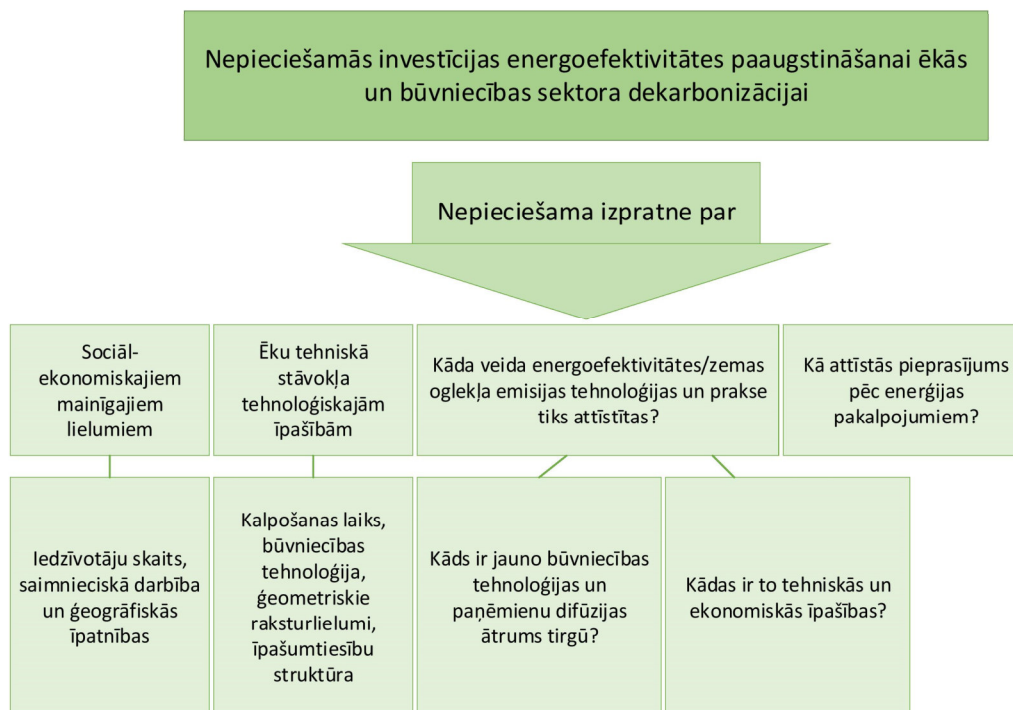 Nepieciešamās investīcijas energoefektivitātes paaugstināšanai ēkās
un būvniecības sektora dekarbonizācijai
Nepieciešama izpratne par
Sociāl-
ekonomiskajiem
mainīgajiem
lielumiem
Ēku tehniskā
stāvokļa
tehnoloģiskajām
īpašībām
Kāda veida energoefektivitātes/zemas
oglekļa emisijas tehnoloģijas un prakse
tiks attīstītas?
Kā attīstās pieprasījums
pēc enerģijas
pakalpojumiem?
Iedzīvotāju skaits,
saimnieciskā darbība
un ģeogrāfiskās
īpatnības
Kalpošanas laiks,
būvniecības
tehnoloģija,
ģeometriskie
raksturlielumi,
īpašumtiesību
struktūra
Kāds ir jauno būvniecības
tehnoloģijas un
paņēmienu difūzijas
ātrums tirgū?
Kādas ir to tehniskās un
ekonomiskās īpašības?